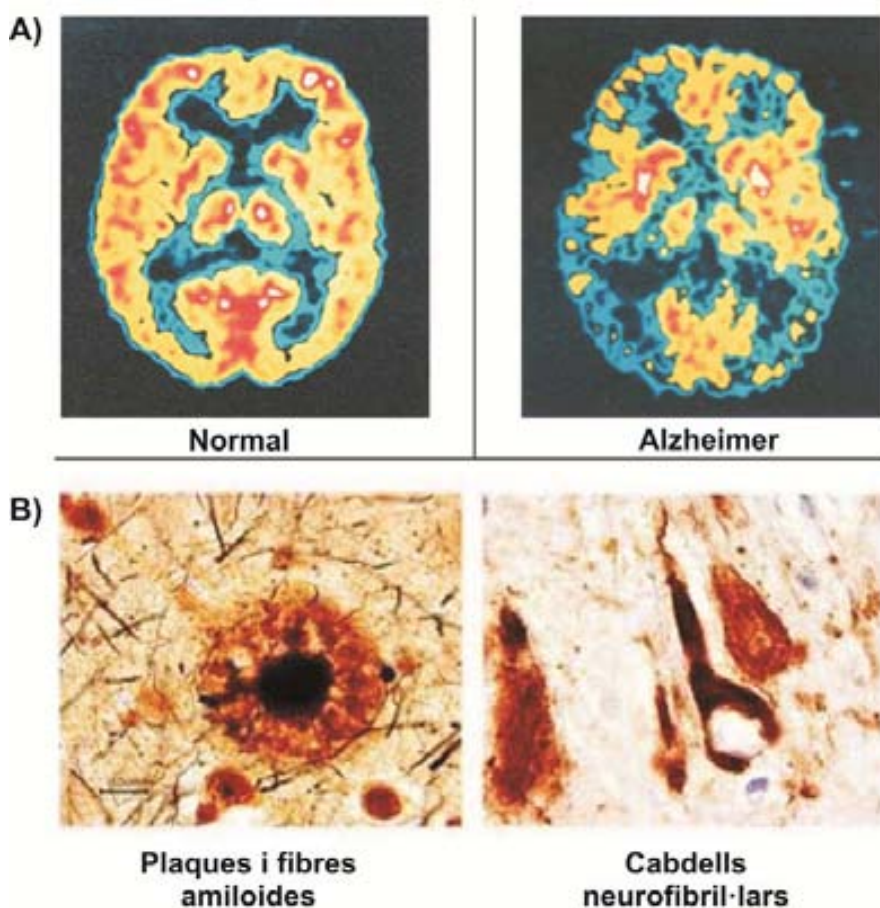 A)
Normal
Alzheimer
B)
Plaques i fibres
amiloides
Cabdells
neurofibril·lars